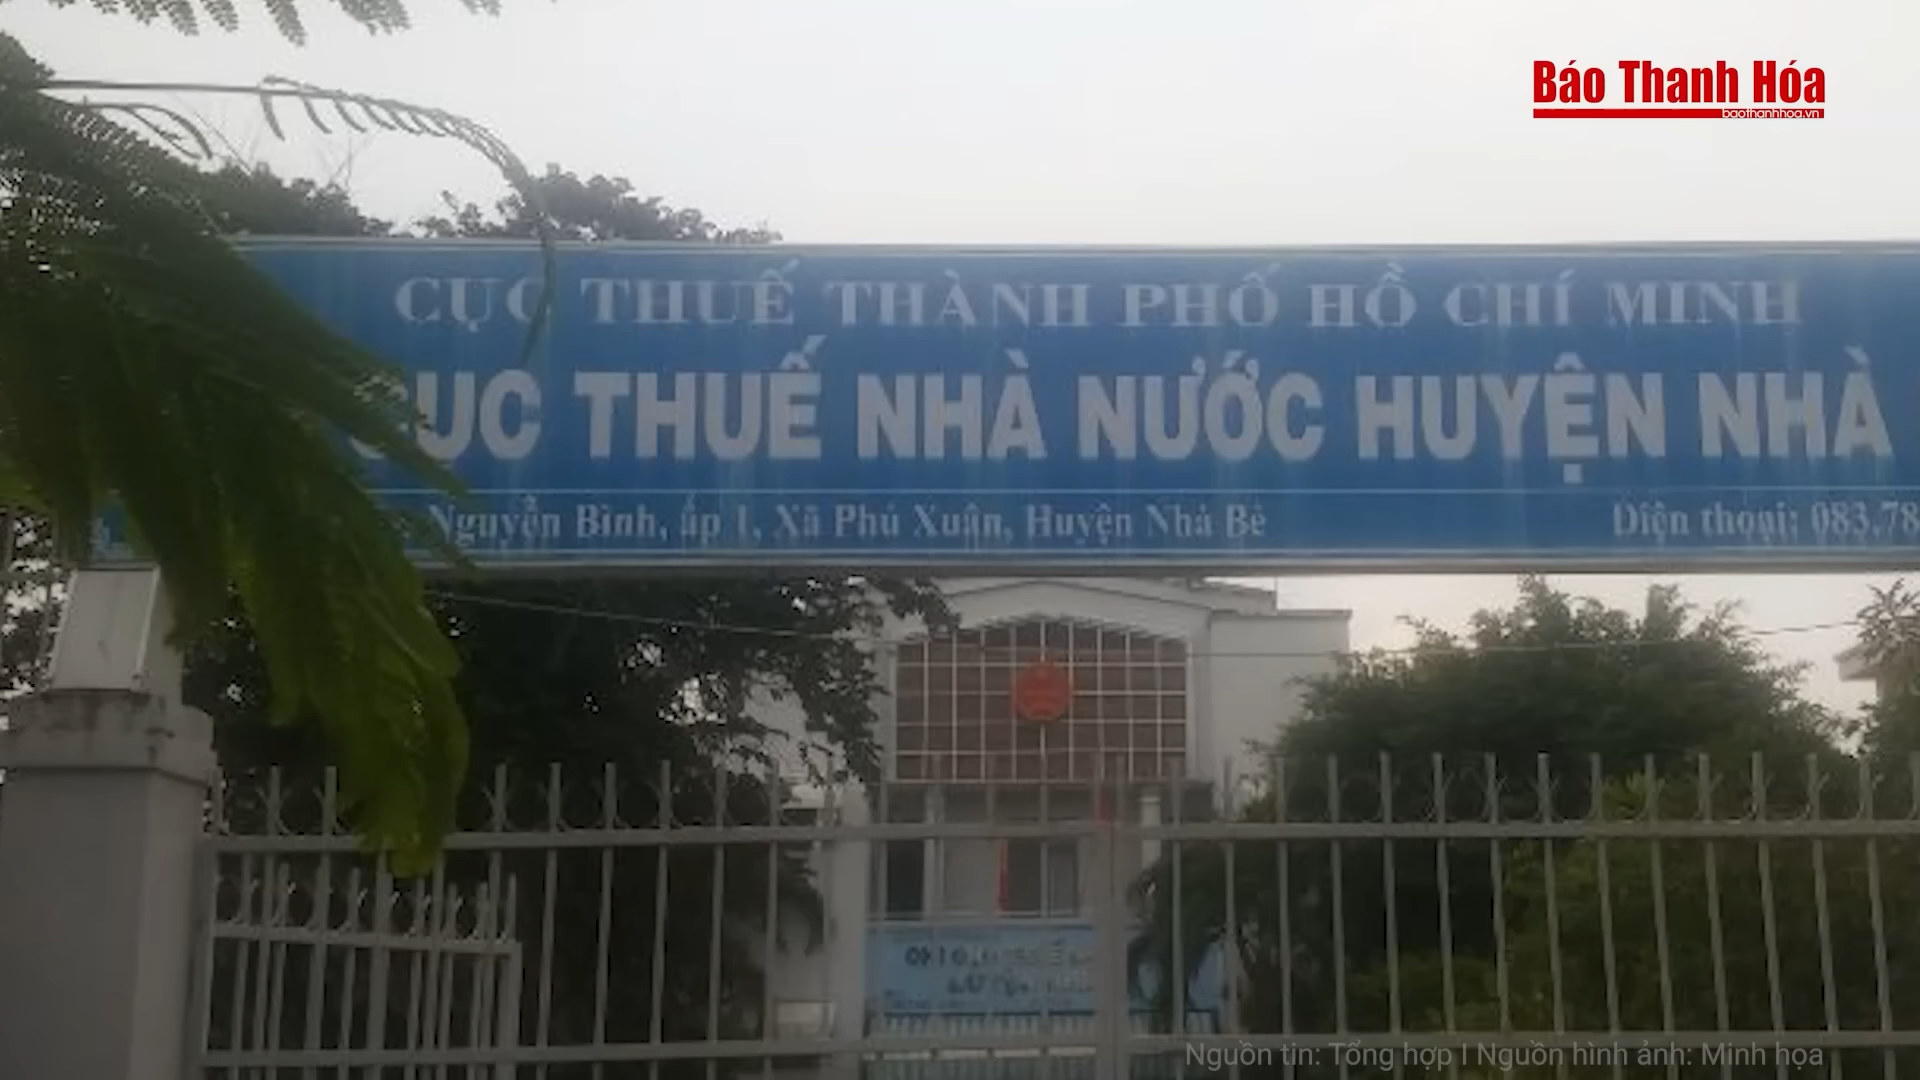 Báo Thanh Hóa
baothanhhoa.vn
CỤC THUẾ THÀNH PHỐ HỒ CHÍ MINH
CỤC THUẾ NHÀ NƯỚC HUYỆN NHÀ
Nguyễn Bình, ấp 1, Xã Phú Xuân, Huyện Nhà Bè
Điện thoại: 083.78
Nguồn tin: Tổng hợp I Nguồn hình ảnh: Minh họa